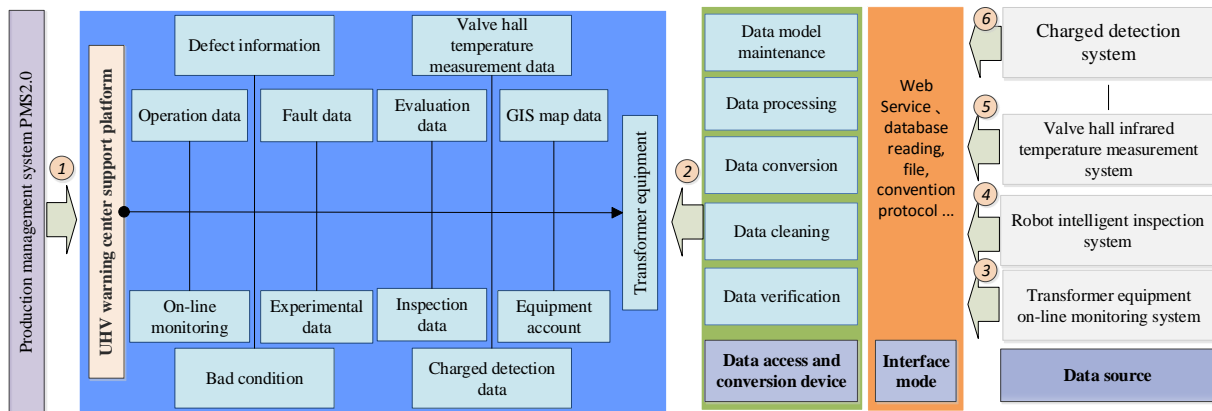 Production management system PMS2.0
1
UHV warning center support platform
Defect information
Valve hall
temperature
measurement data
Operation data
Fault data
Evaluation
data
GIS map data
Transformer equipment
On-line
monitoring
Experimental
data
Inspection
data
Equipment
account
Bad condition
Charged detection
data
2
Data model
maintenance
Data processing
Data conversion
Data cleaning
Data verification
Data access and
conversion device
Web
Service 、
database
reading,
file,
convention
protocol ...
Interface
mode
6
Charged detection
system
5
Valve hall infrared
temperature measurement
system
4
Robot intelligent inspection
system
3
Transformer equipment
on-line monitoring system
Data source